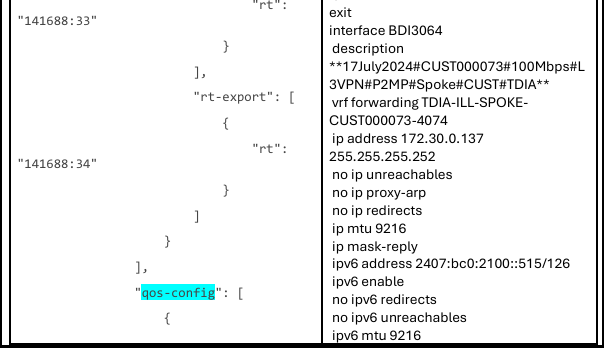 "rt":
"141688:33"
}
],
"rt-export": [
{
"rt":
"141688:34"
}
]
}
],
"qos-config": [
{
exit
interface BDI3064
description
**17July2024#CUST000073#100Mbps#L
3VPN#P2MP#Spoke#CUST#TDIA**
vrf forwarding TDIA-ILL-SPOKE-
CUST000073-4074
ip address 172.30.0.137
255.255.255.252
no ip unreachables
no ip proxy-arp
no ip redirects
ip mtu 9216
ip mask-reply
ipv6 address 2407:bc0:2100::515/126
ipv6 enable
no ipv6 redirects
no ipv6 unreachables
ipv6 mtu 9216